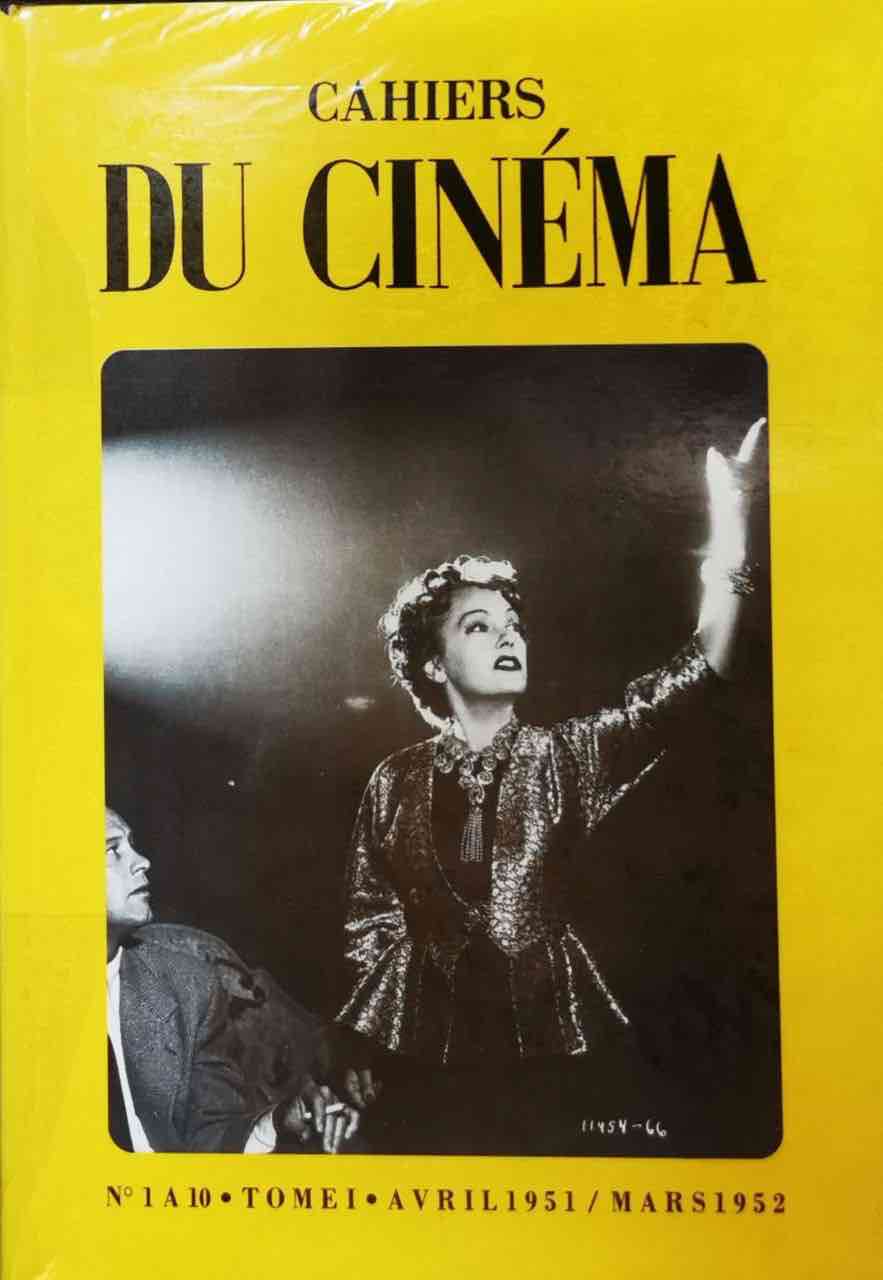 CAHIERS
DU CINÉMA
11454-66
N° 1 A 10 • TOME I • AVRIL 1951 / MARS 1952